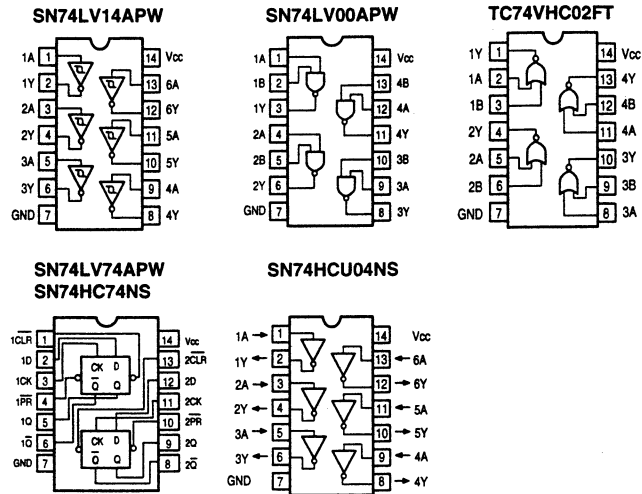 SN74LV14APW
1A 1 14 Vcc
1Y 2 13 6A
2A 3 12 6Y
2Y 4 11 5A
3A 5 10 5Y
3Y 6 9 4A
GND 7 8 4Y
SN74LV00APW
1A 1 14 Vcc
1B 2 13 4B
1Y 3 12 4A
2A 4 11 4Y
2B 5 10 3B
2Y 6 9 3A
GND 7 8 3Y
TC74VHC02FT
1Y 1 14 Vcc
1A 2 13 4Y
1B 3 12 4B
2Y 4 11 4A
2A 5 10 3Y
2B 6 9 3B
GND 7 8 3A
SN74LV74APW
SN74HC74NS
1C̅L̅R̅ 1 14 Vcc
1D 2 13 2C̅L̅R̅
1CK 3 12 2D
1P̅R̅ 4 11 2CK
1Q 5 10 2P̅R̅
1Q̅ 6 9 2Q
GND 7 8 2Q̅
CK D
Q̅ Q
CK D
Q̅ Q
SN74HCU04NS
1A → 1 14 Vcc
1Y ← 2 13 ← 6A
2A → 3 12 → 6Y
2Y ← 4 11 ← 5A
3A → 5 10 → 5Y
3Y ← 6 9 ← 4A
GND 7 8 → 4Y